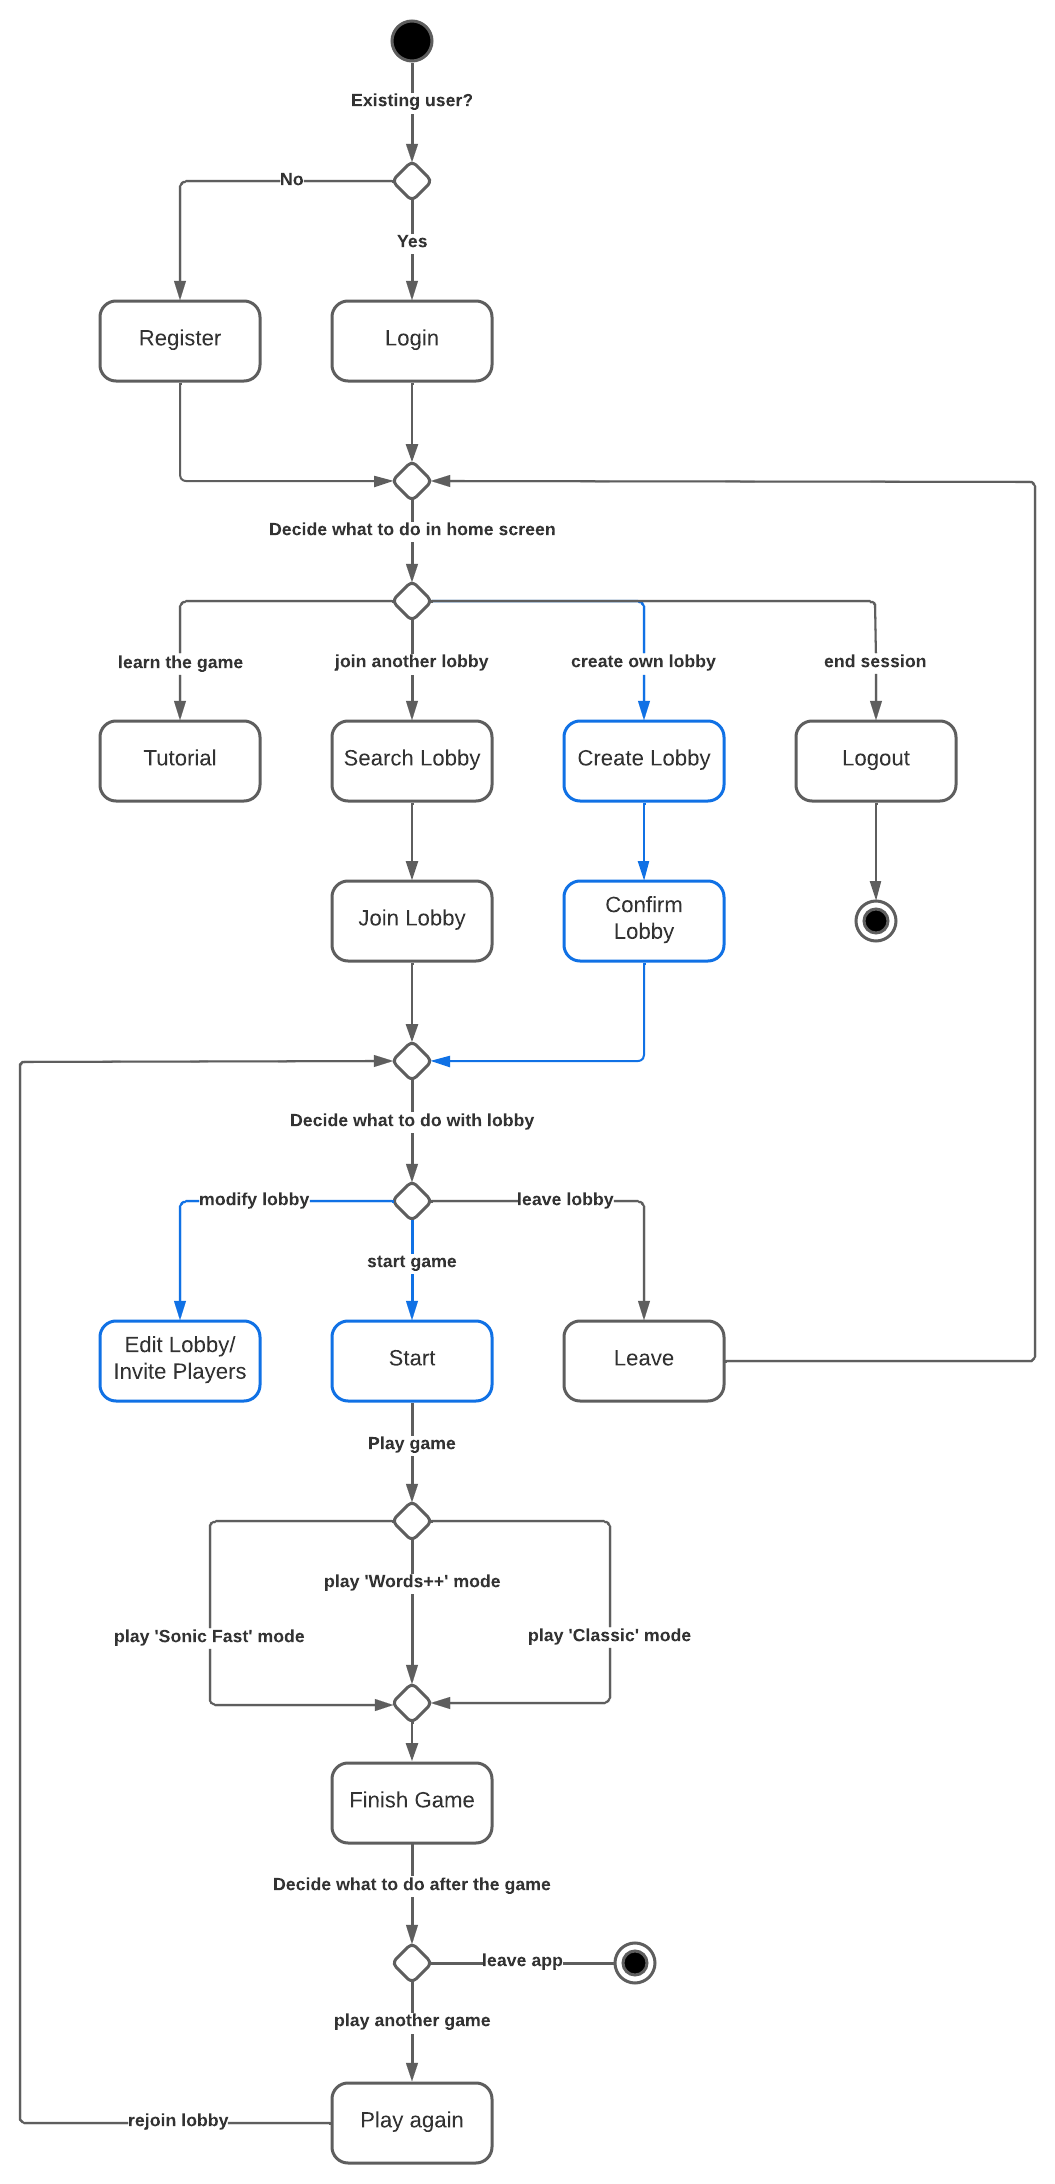 Existing user?
No
Yes
Register
Login
Decide what to do in home screen
learn the game
join another lobby
create own lobby
end session
Tutorial
Search Lobby
Create Lobby
Logout
Join Lobby
Confirm
Lobby
Decide what to do with lobby
modify lobby
leave lobby
start game
Edit Lobby/
Invite Players
Start
Leave
Play game
play 'Words++' mode
play 'Sonic Fast' mode
play 'Classic' mode
Finish Game
Decide what to do after the game
leave app
play another game
Play again
rejoin lobby